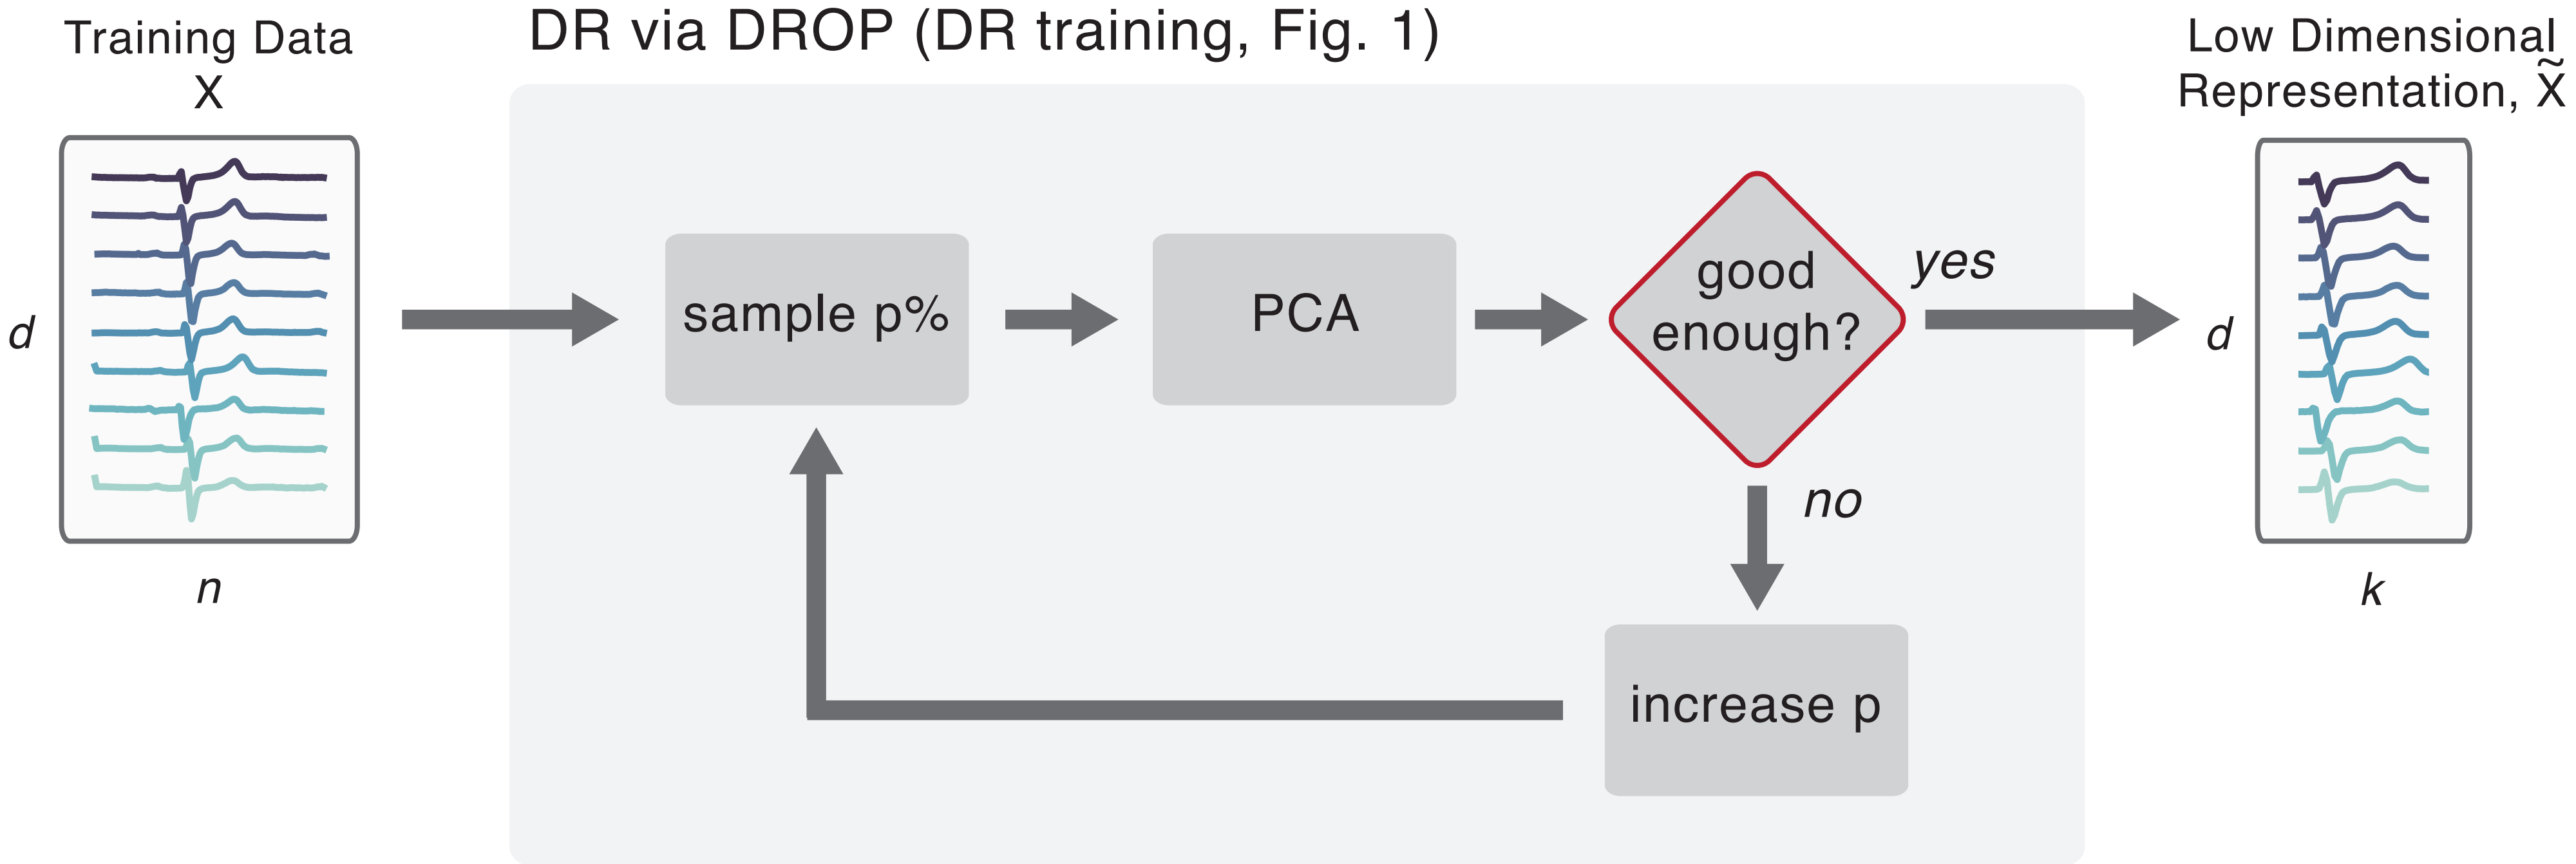 Training Data
X
d
n
DR via DROP (DR training, Fig. 1)
sample p%
PCA
good
enough?
yes
no
increase p
Low Dimensional
Representation, X̃
d
k